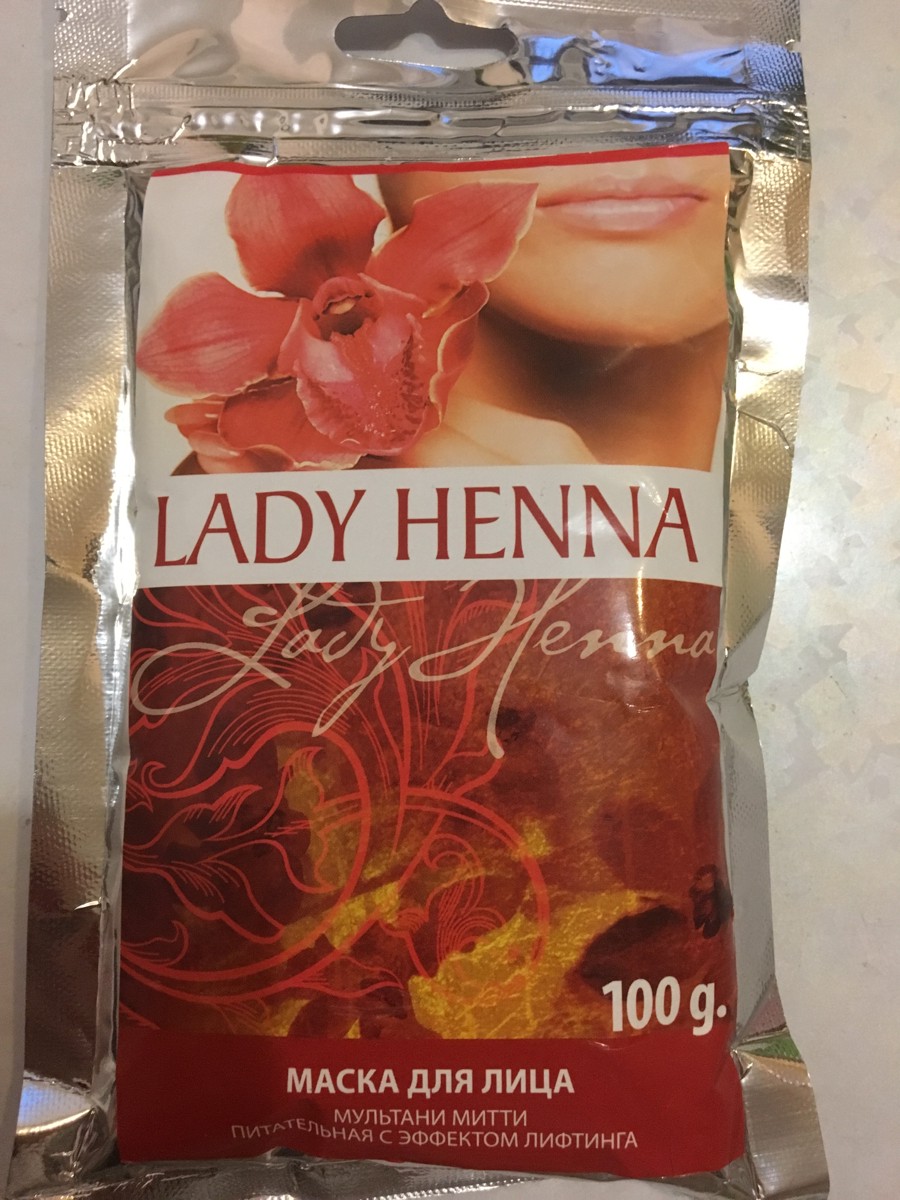 LADY HENNA
Lady Henna
100 g.
МАСКА ДЛЯ ЛИЦА
МУЛЬТАНИ МИТТИ
ПИТАТЕЛЬНАЯ С ЭФФЕКТОМ ЛИФТИНГА